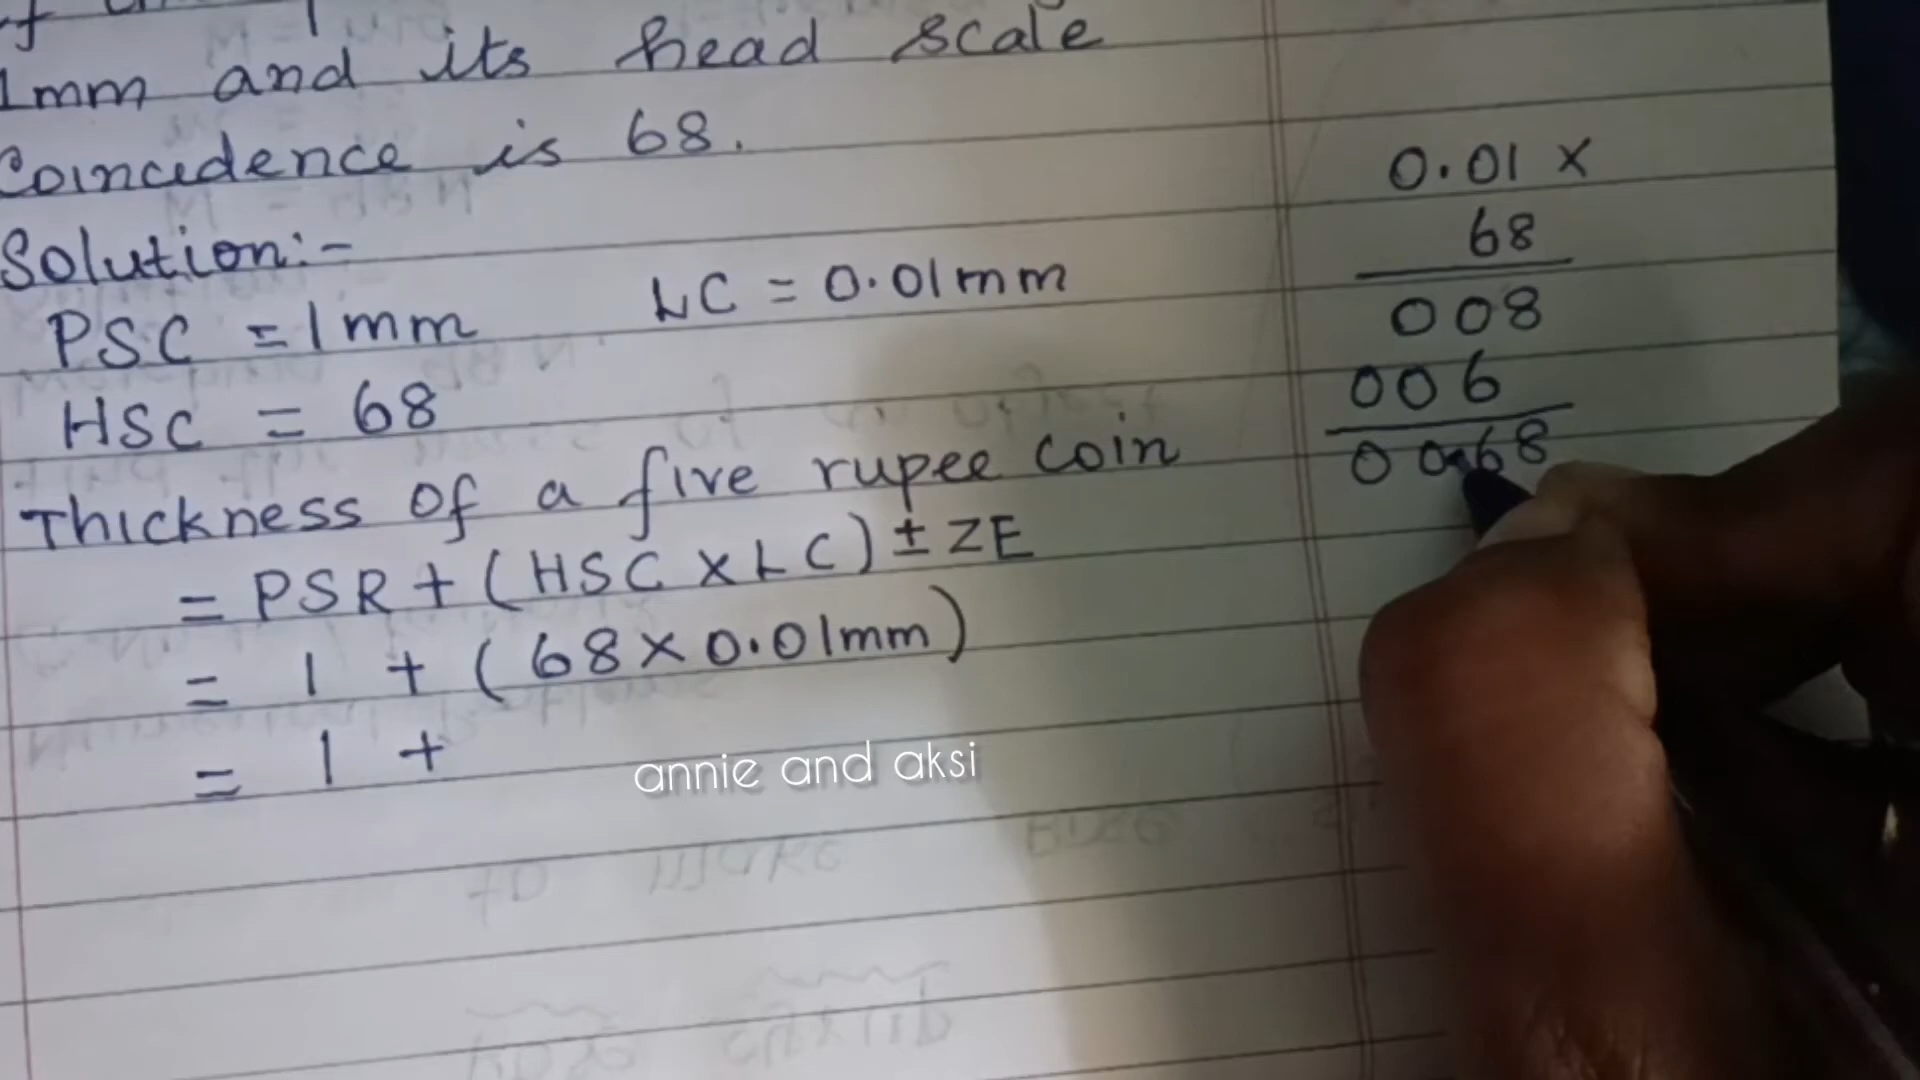 1mm and its head scale
Coincidence is 68.
Solution:-
PSC = 1mm LC = 0.01mm
HSC = 68
Thickness of a five rupee coin
= PSR + (HSC X LC) ± ZE
= 1 + (68 X 0.01mm)
= 1 +
0.01 X
68
008
006
00.68
annie and aksi